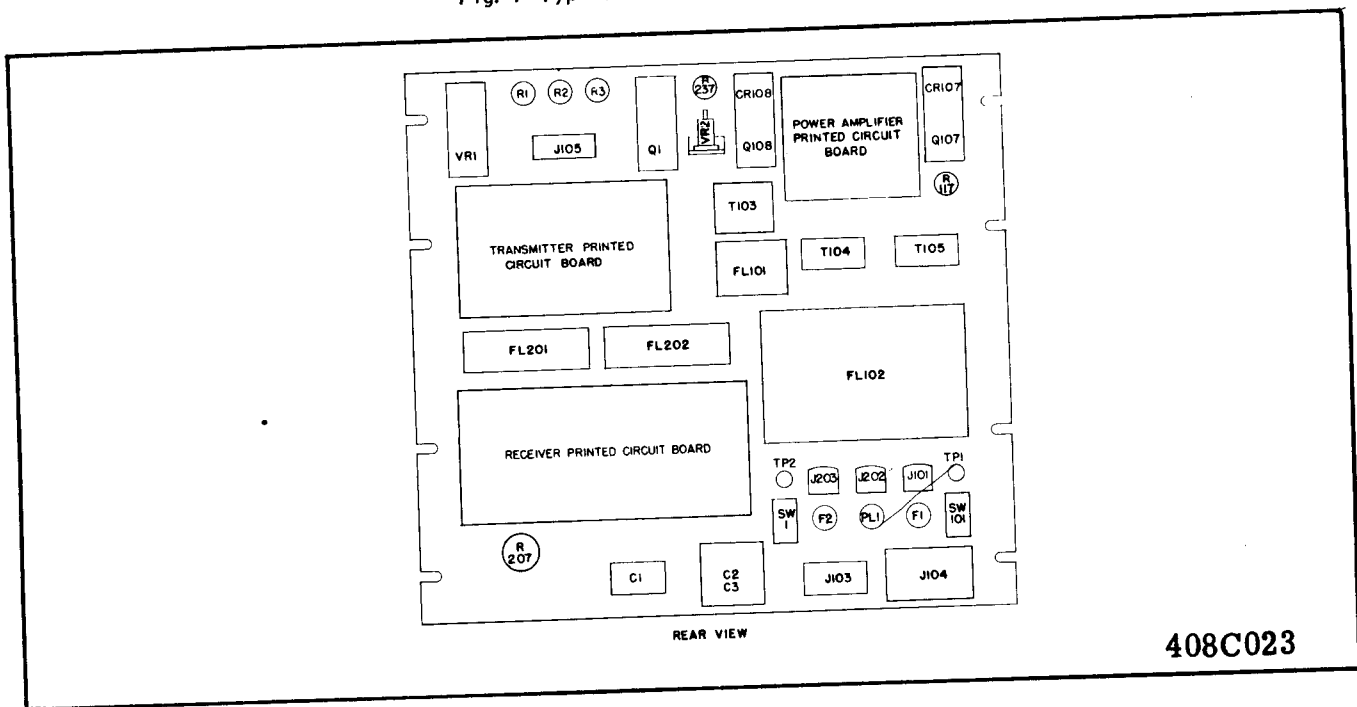 R1 R2 R3
R
237
CR108
CR107
POWER AMPLIFIER
PRINTED CIRCUIT
BOARD
VR1
J105
Q1
VR2
Q108
Q107
R
117
T103
TRANSMITTER PRINTED
CIRCUIT BOARD
T104
T105
FL101
FL201
FL202
FL102
RECEIVER PRINTED CIRCUIT BOARD
TP2
TP1
J203
J202
J101
SW
1
F2
PL1
F1
SW
101
R
207
C1
C2
C3
J103
J104
REAR VIEW
408C023